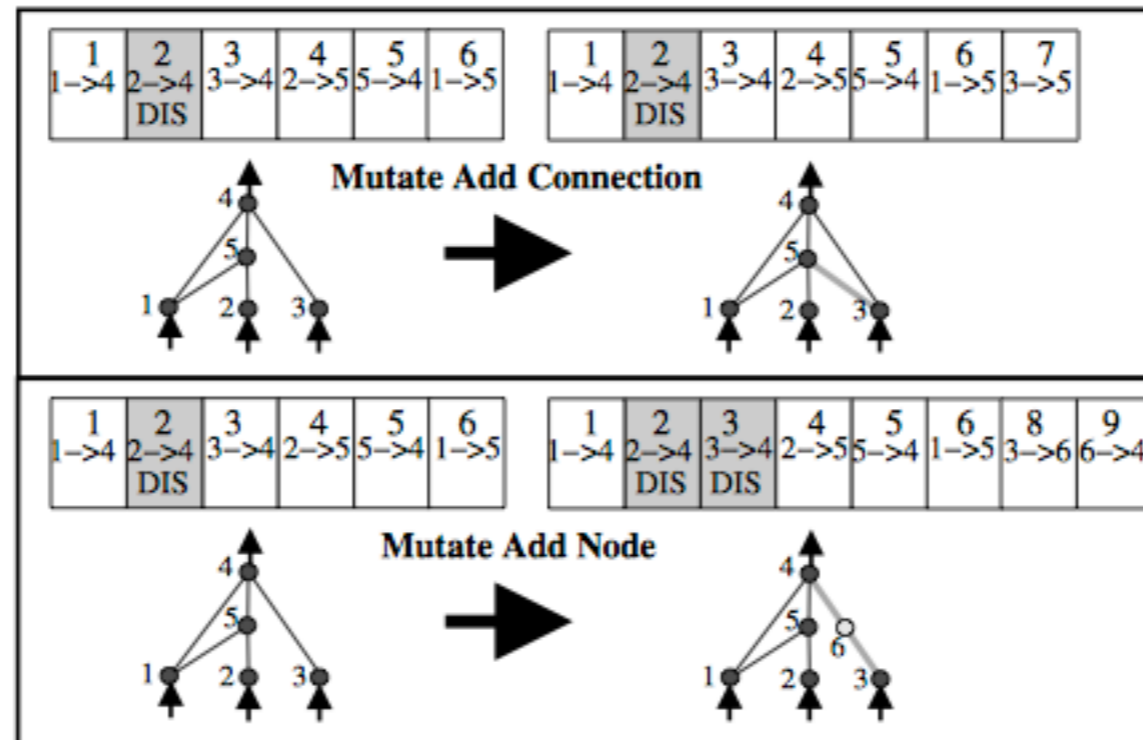 1 2 3 4 5 6
1–>4 2–>4 3–>4 2–>5 5–>4 1–>5
DIS
1 2 3 4 5 6 7
1–>4 2–>4 3–>4 2–>5 5–>4 1–>5 3–>5
DIS
Mutate Add Connection
4
5
1 2 3
4
5
1 2 3
1 2 3 4 5 6
1–>4 2–>4 3–>4 2–>5 5–>4 1–>5
DIS
1 2 3 4 5 6 8 9
1–>4 2–>4 3–>4 2–>5 5–>4 1–>5 3–>6 6–>4
DIS DIS
Mutate Add Node
4
5
1 2 3
4
5
6
1 2 3